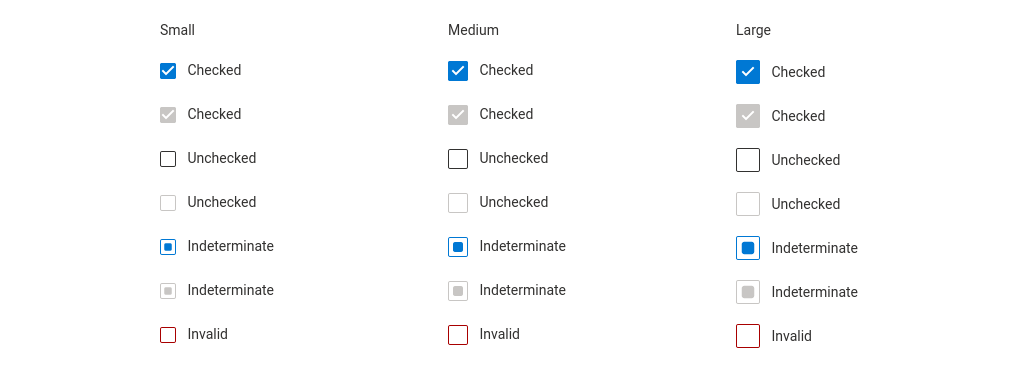 Small
Medium
Large
Checked
Checked
Checked
Checked
Checked
Checked
Unchecked
Unchecked
Unchecked
Unchecked
Unchecked
Unchecked
Indeterminate
Indeterminate
Indeterminate
Indeterminate
Indeterminate
Indeterminate
Invalid
Invalid
Invalid